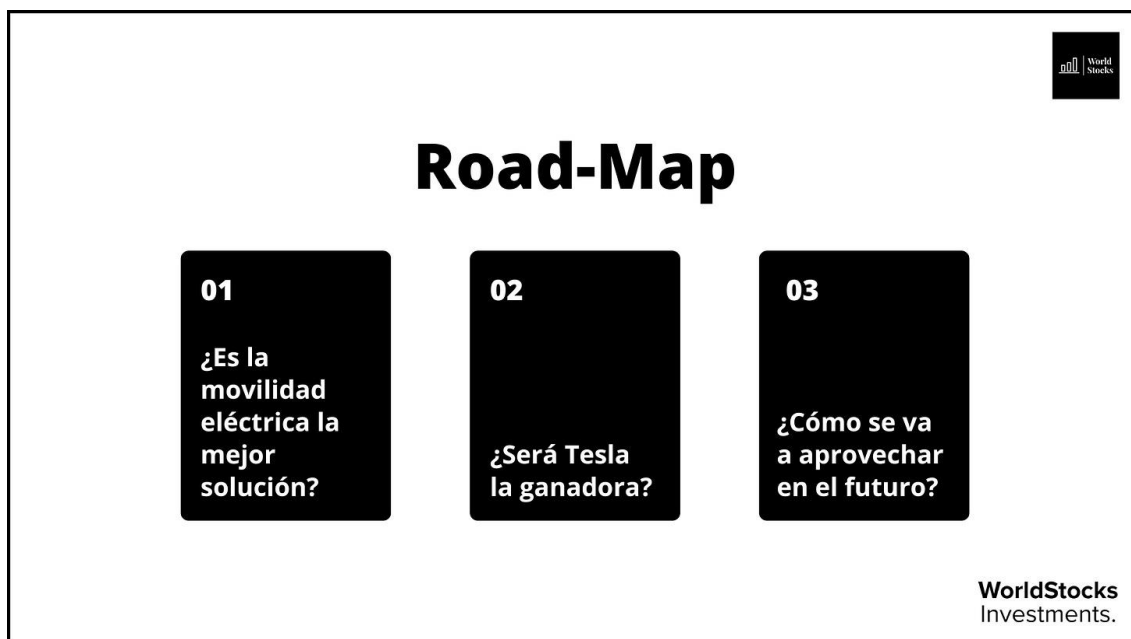 World
Stocks
Road-Map
01
¿Es la
movilidad
eléctrica la
mejor
solución?
02
¿Será Tesla
la ganadora?
03
¿Cómo se va
a aprovechar
en el futuro?
WorldStocks
Investments.